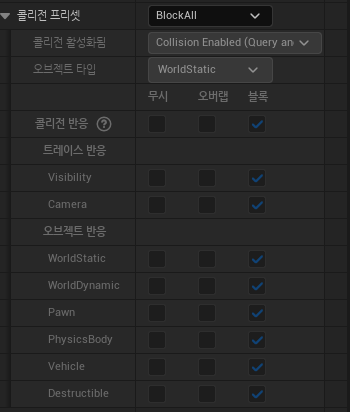 콜리전 프리셋 BlockAll
콜리전 활성화됨 Collision Enabled (Query an
오브젝트 타입 WorldStatic
무시 오버랩 블록
콜리전 반응 ?
트레이스 반응
Visibility
Camera
오브젝트 반응
WorldStatic
WorldDynamic
Pawn
PhysicsBody
Vehicle
Destructible